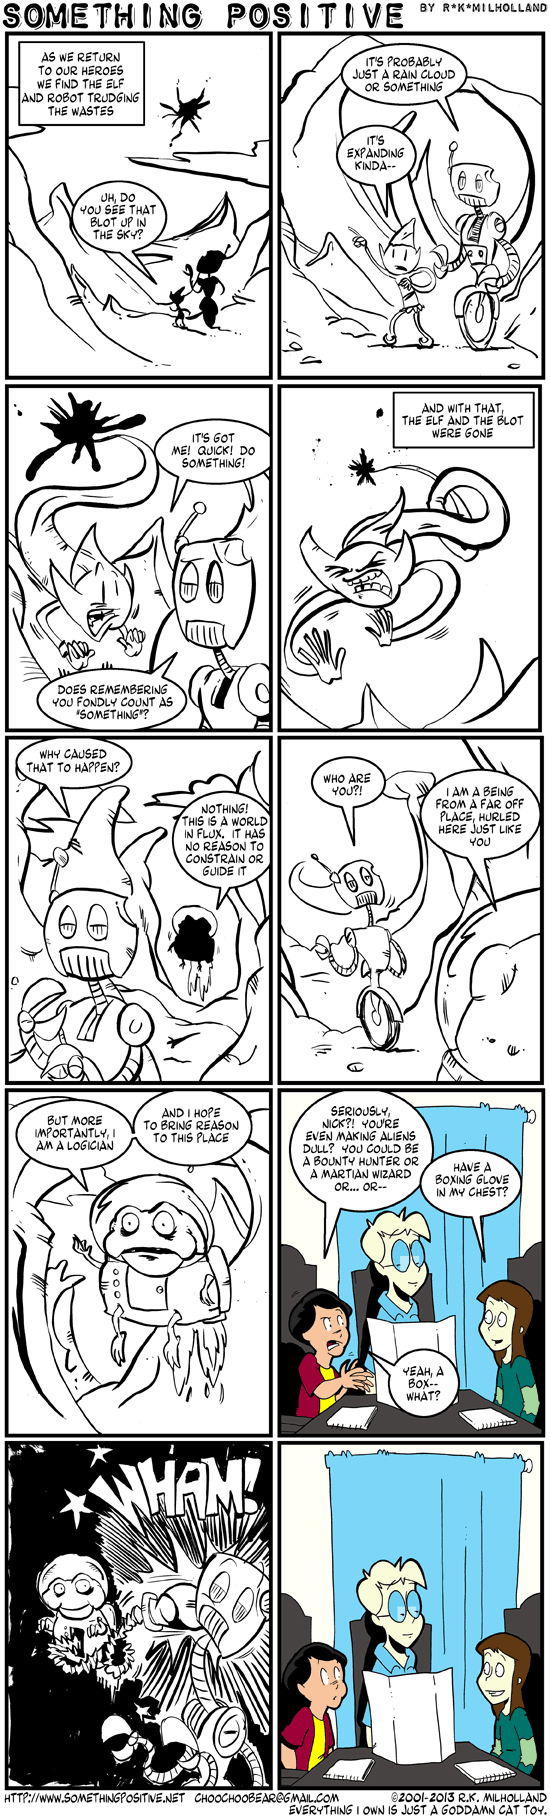 SOMETHING POSITIVE BY R*K*MILHOLLAND
AS WE RETURN
TO OUR HEROES
WE FIND THE ELF
AND ROBOT TRUDGING
THE WASTES
UH, DO
YOU SEE THAT
BLOT UP IN
THE SKY?
IT'S PROBABLY
JUST A RAIN CLOUD
OR SOMETHING
IT'S
EXPANDING
KINDA--
IT'S GOT
ME! QUICK! DO
SOMETHING!
DOES REMEMBERING
YOU FONDLY COUNT AS
"SOMETHING"?
AND WITH THAT,
THE ELF AND THE BLOT
WERE GONE
WHY CAUSED
THAT TO HAPPEN?
NOTHING!
THIS IS A WORLD
IN FLUX. IT HAS
NO REASON TO
CONSTRAIN OR
GUIDE IT
WHO ARE
YOU?!
I AM A BEING
FROM A FAR OFF
PLACE, HURLED
HERE JUST LIKE
YOU
BUT MORE
IMPORTANTLY, I
AM A LOGICIAN
AND I HOPE
TO BRING REASON
TO THIS PLACE
SERIOUSLY,
NICK?! YOU'RE
EVEN MAKING ALIENS
DULL? YOU COULD BE
A BOUNTY HUNTER OR
A MARTIAN WIZARD
OR... OR--
HAVE A
BOXING GLOVE
IN MY CHEST?
YEAH, A
BOX--
WHAT?
WHAM!
HTTP://WWW.SOMETHINGPOSITIVE.NET CHOOCHOOBEAR@GMAIL.COM ©2001-2013 R.K. MILHOLLAND
EVERYTHING I OWN IS JUST A GODDAMN CAT TOY.